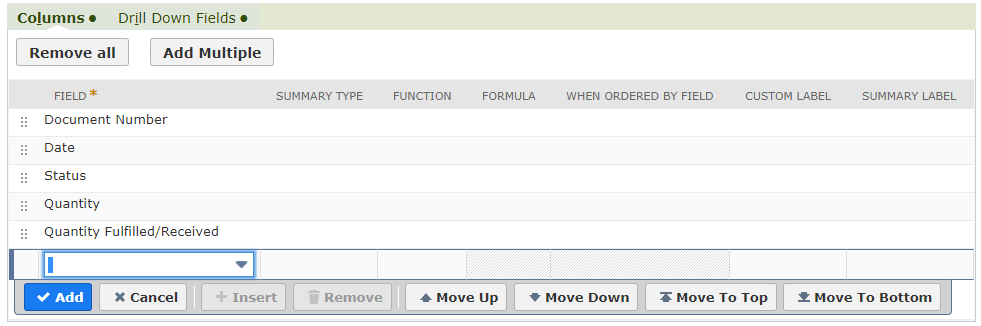 Columns ● Drill Down Fields ●
Remove all Add Multiple
FIELD * SUMMARY TYPE FUNCTION FORMULA WHEN ORDERED BY FIELD CUSTOM LABEL SUMMARY LABEL
Document Number
Date
Status
Quantity
Quantity Fulfilled/Received
Add Cancel Insert Remove Move Up Move Down Move To Top Move To Bottom